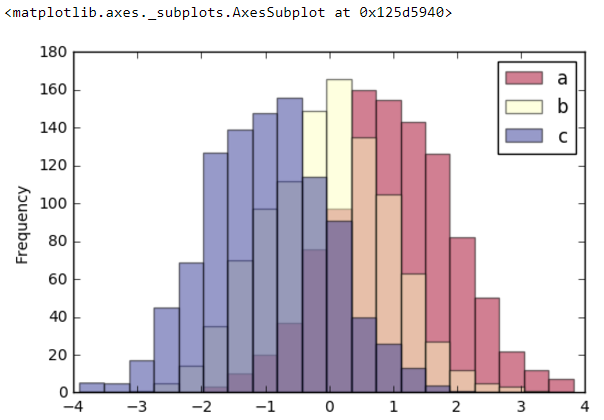 <matplotlib.axes._subplots.AxesSubplot at 0x125d5940>
180
160
140
120
100
80
60
40
20
0
Frequency
a
b
c
−4 −3 −2 −1 0 1 2 3 4